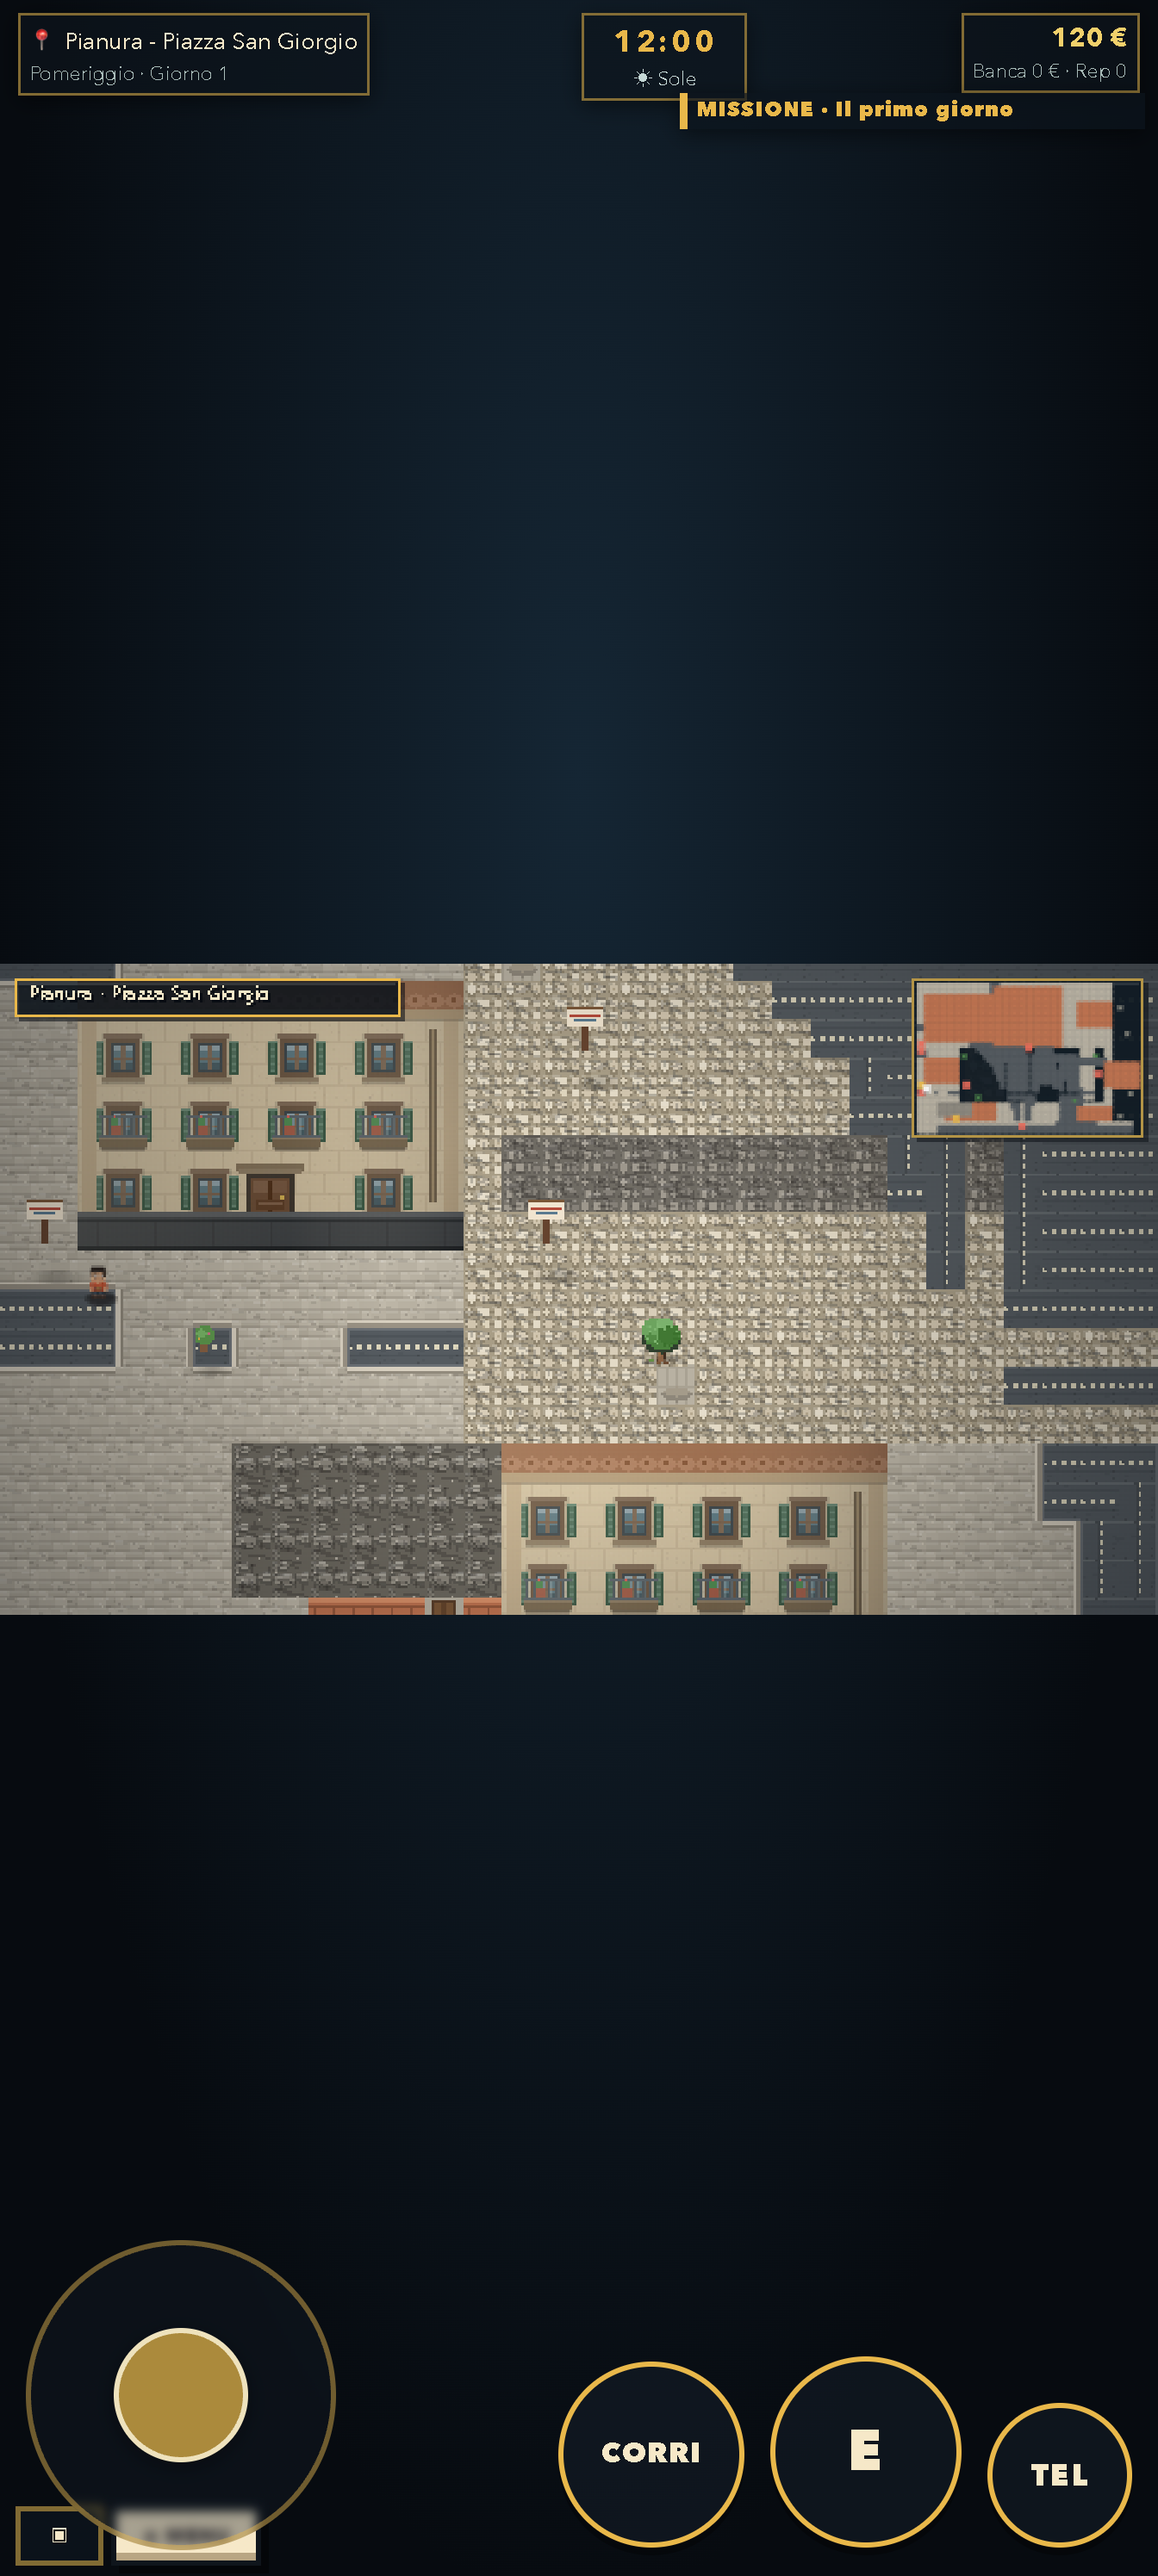 Pianura - Piazza San Giorgio
Pomeriggio · Giorno 1
12:00
Sole
120 €
Banca 0 € · Rep 0
MISSIONE · Il primo giorno
Pianura · Piazza San Giorgio
CORRI
E
TEL